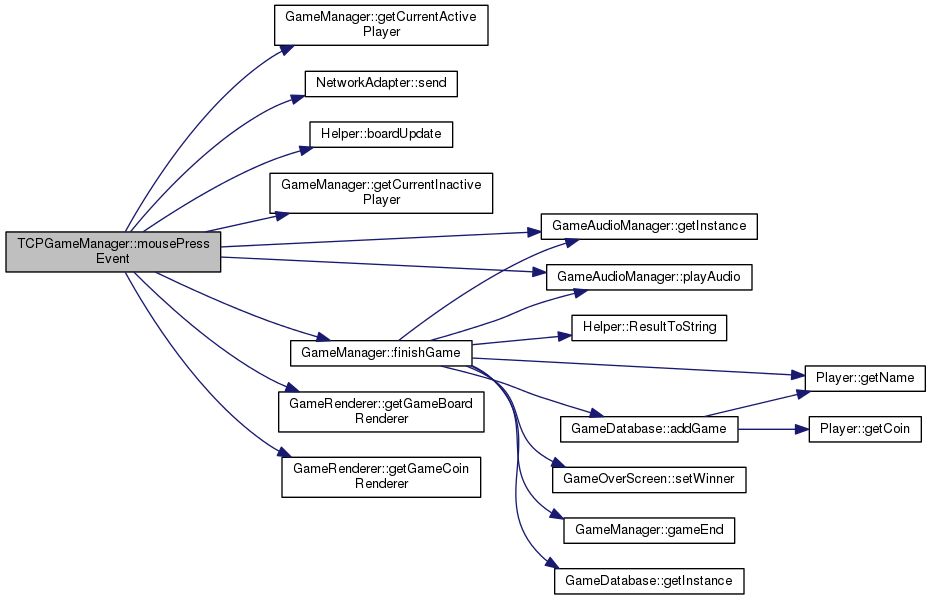 GameManager::getCurrentActive
Player
NetworkAdapter::send
Helper::boardUpdate
GameManager::getCurrentInactive
Player
GameAudioManager::getInstance
TCPGameManager::mousePress
Event
GameAudioManager::playAudio
Helper::ResultToString
GameManager::finishGame
Player::getName
GameRenderer::getGameBoard
Renderer
GameDatabase::addGame
Player::getCoin
GameRenderer::getGameCoin
Renderer
GameOverScreen::setWinner
GameManager::gameEnd
GameDatabase::getInstance